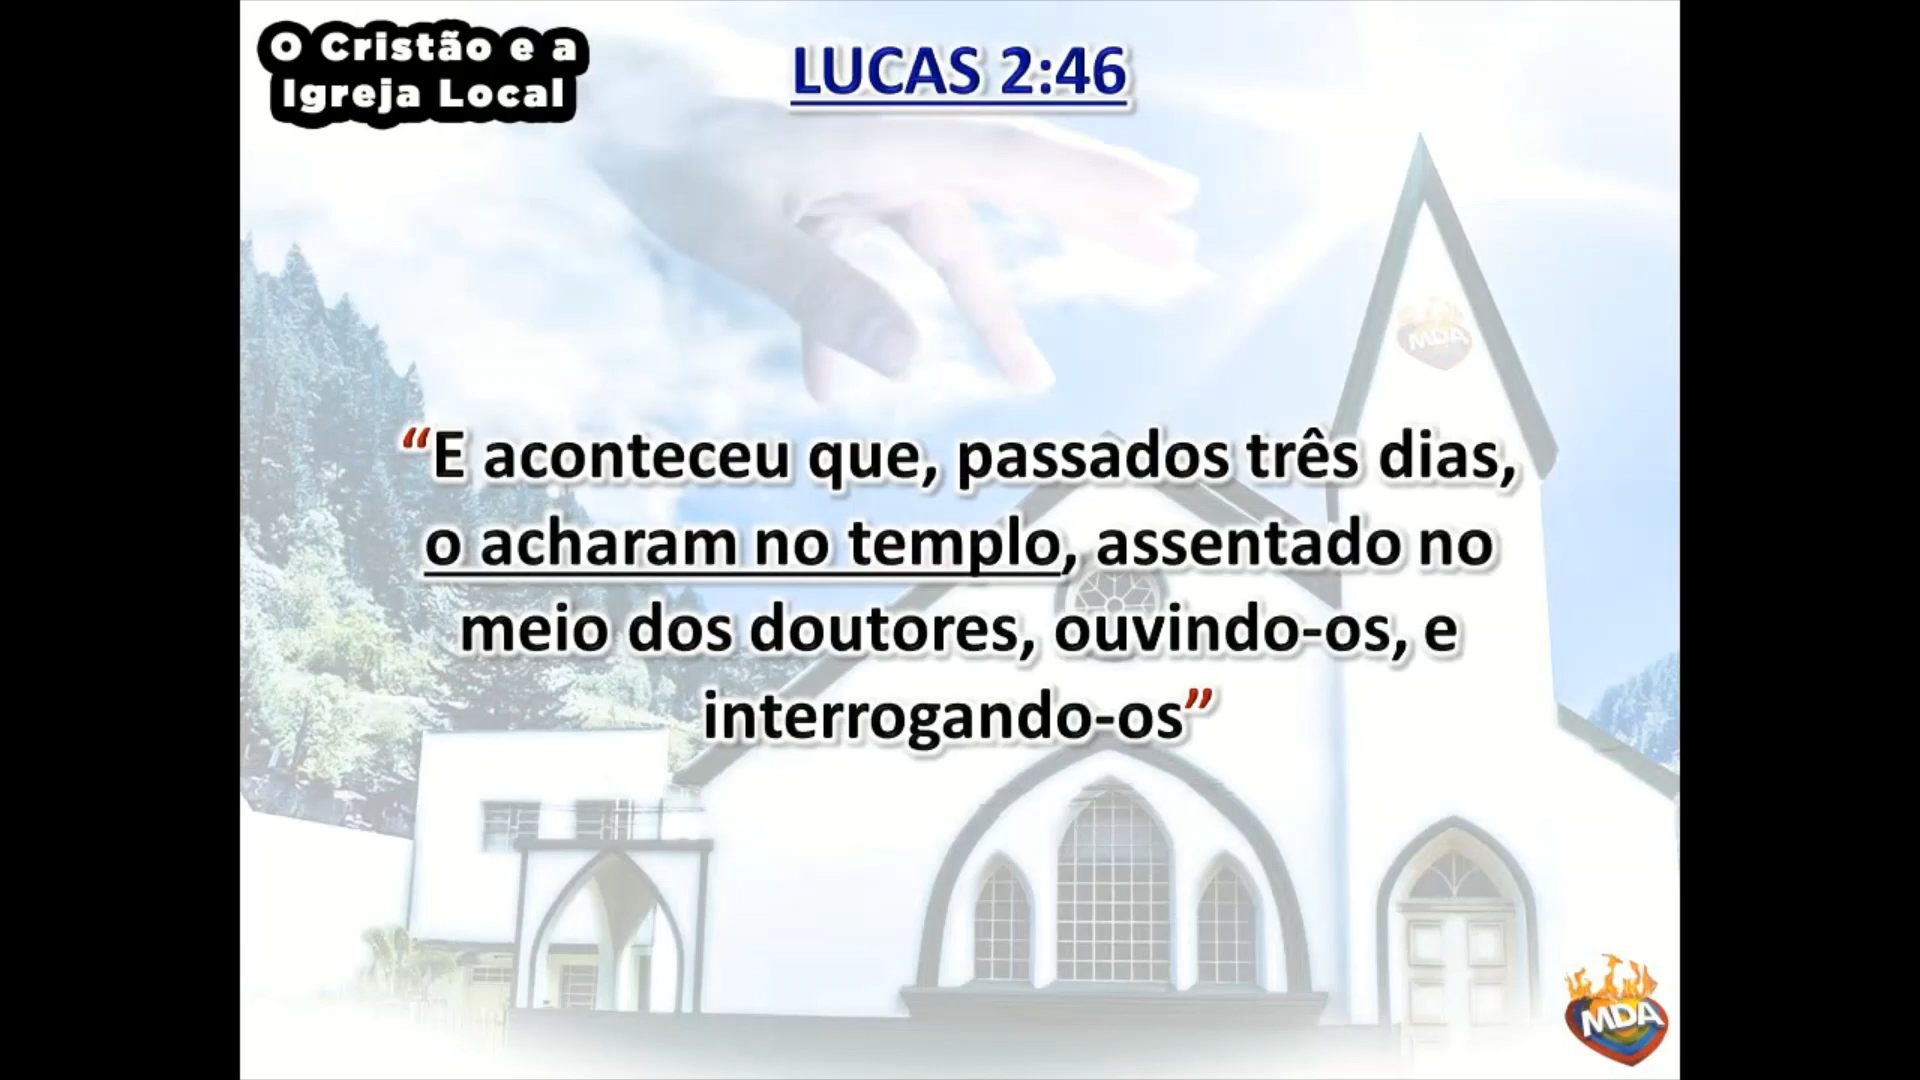 O Cristão e a
Igreja Local
LUCAS 2:46
MDA
“E aconteceu que, passados três dias,
o acharam no templo, assentado no
meio dos doutores, ouvindo-os, e
interrogando-os”
MDA